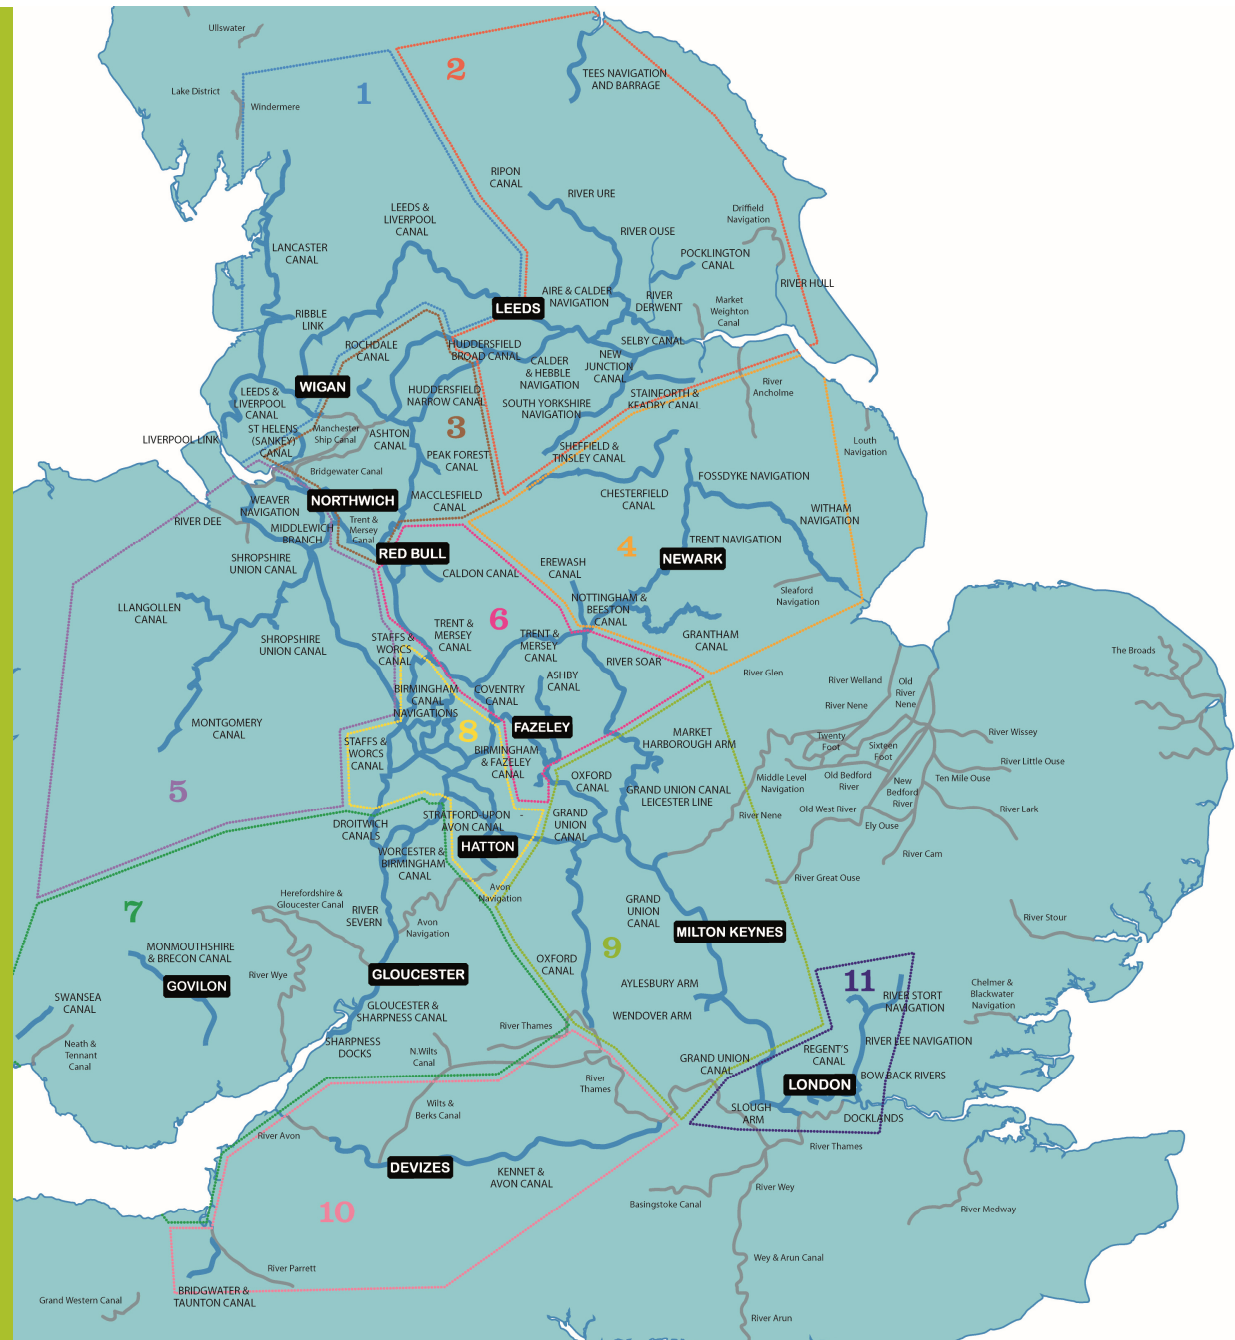 Ullswater
2
TEES NAVIGATION
AND BARRAGE
1
Lake District
Windermere
RIPON
CANAL
RIVER URE
LEEDS &
LIVERPOOL
CANAL
Driffield
Navigation
RIVER OUSE
LANCASTER
CANAL
POCKLINGTON
CANAL
RIVER HULL
AIRE & CALDER
NAVIGATION
RIVER
DERWENT
Market
Weighton
Canal
LEEDS
RIBBLE
LINK
ROCHDALE
CANAL
HUDDERSFIELD
BROAD CANAL
SELBY CANAL
CALDER
& HEBBLE
NAVIGATION
NEW
JUNCTION
CANAL
WIGAN
LEEDS &
LIVERPOOL
CANAL
HUDDERSFIELD
NARROW CANAL
SOUTH YORKSHIRE
NAVIGATION
STAINFORTH &
KEADBY CANAL
River
Ancholme
LIVERPOOL LINK
ST HELENS
(SANKEY)
CANAL
Manchester
Ship Canal
ASHTON
CANAL
3
Louth
Navigation
PEAK FOREST
CANAL
SHEFFIELD &
TINSLEY CANAL
Bridgewater Canal
FOSSDYKE NAVIGATION
WEAVER
NAVIGATION
NORTHWICH
MACCLESFIELD
CANAL
CHESTERFIELD
CANAL
WITHAM
NAVIGATION
RIVER DEE
MIDDLEWICH
BRANCH
Trent &
Mersey
Canal
TRENT NAVIGATION
RED BULL
4
NEWARK
SHROPSHIRE
UNION CANAL
CALDON CANAL
EREWASH
CANAL
Sleaford
Navigation
LLANGOLLEN
CANAL
NOTTINGHAM &
BEESTON
CANAL
6
SHROPSHIRE
UNION CANAL
STAFFS &
WORCS
CANAL
TRENT &
MERSEY
CANAL
TRENT &
MERSEY
CANAL
GRANTHAM
CANAL
RIVER SOAR
River Glen
The Broads
ASHBY
CANAL
BIRMINGHAM
CANAL
NAVIGATIONS
COVENTRY
CANAL
River Welland
Old
River
Nene
River Nene
MONTGOMERY
CANAL
8
FAZELEY
MARKET
HARBOROUGH ARM
Twenty
Foot
Sixteen
Foot
River Wissey
STAFFS &
WORCS
CANAL
BIRMINGHAM
& FAZELEY
CANAL
River Little Ouse
5
OXFORD
CANAL
GRAND UNION CANAL
LEICESTER LINE
Middle Level
Navigation
Old Bedford
River
New
Bedford
River
Ten Mile Ouse
DROITWICH
CANALS
STRATFORD-UPON -
AVON CANAL
GRAND
UNION
CANAL
River Nene
Old West River
River Lark
Ely Ouse
HATTON
WORCESTER &
BIRMINGHAM
CANAL
River Cam
River Great Ouse
Avon
Navigation
Herefordshire &
Gloucester Canal
7
RIVER
SEVERN
Avon
Navigation
GRAND
UNION
CANAL
River Stour
MILTON KEYNES
MONMOUTHSHIRE
& BRECON CANAL
9
OXFORD
CANAL
GOVILON
River Wye
GLOUCESTER
AYLESBURY ARM
11
Chelmer &
Blackwater
Navigation
SWANSEA
CANAL
GLOUCESTER &
SHARPNESS CANAL
WENDOVER ARM
RIVER STORT
NAVIGATION
River Thames
Neath &
Tennant
Canal
SHARPNESS
DOCKS
N.Wilts
Canal
GRAND UNION
CANAL
REGENT'S
CANAL
RIVER LEE NAVIGATION
River
Thames
LONDON
BOW BACK RIVERS
Wilts &
Berks Canal
SLOUGH
ARM
DOCKLANDS
River Avon
River Thames
DEVIZES
KENNET &
AVON CANAL
River Wey
Basingstoke Canal
River Medway
10
Wey & Arun Canal
River Parrett
BRIDGWATER &
TAUNTON CANAL
Grand Western Canal
River Arun